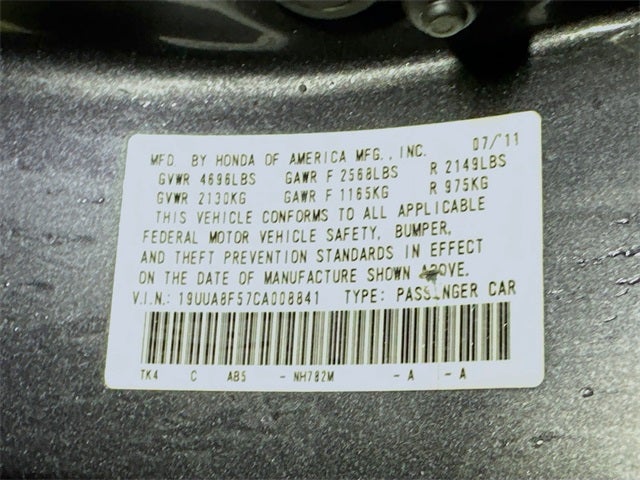 MFD. BY HONDA OF AMERICA MFG., INC. 07/'11
GVWR 4696LBS GAWR F 2568LBS R 2149LBS
GVWR 2130KG GAWR F 1165KG R 975KG
THIS VEHICLE CONFORMS TO ALL APPLICABLE
FEDERAL MOTOR VEHICLE SAFETY, BUMPER,
AND THEFT PREVENTION STANDARDS IN EFFECT
ON THE DATE OF MANUFACTURE SHOWN ABOVE.
V.I.N.: 19UUA8F57CA008841 TYPE: PASSENGER CAR
TK4 C AB5 - NH782M - A - A